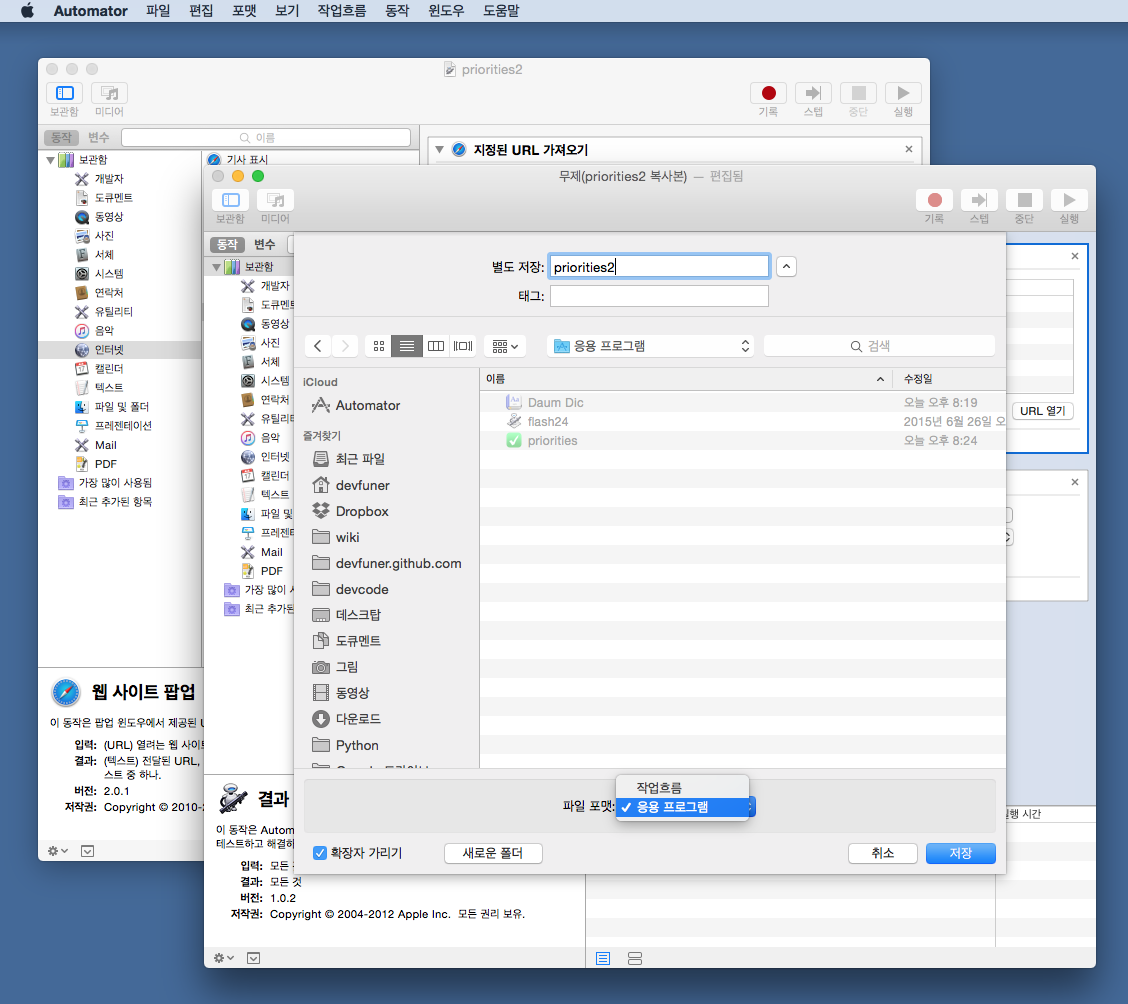 Automator 파일 편집 포맷 보기 작업흐름 동작 윈도우 도움말
priorities2
보관함 미디어
기록 스텝 중단 실행
동작 변수 이름
보관함
개발자
도큐멘트
동영상
사진
서체
시스템
연락처
유틸리티
음악
인터넷
캘린더
텍스트
파일 및 폴더
프레젠테이션
Mail
PDF
가장 많이 사용됨
최근 추가된 항목
기사 표시
지정된 URL 가져오기
웹 사이트 팝업
이 동작은 팝업 윈도우에서 제공된
입력: (URL) 열려는 웹 사이
결과: (텍스트) 전달된 URL,
스트 중 하나.
버전: 2.0.1
저작권: Copyright © 2010-2
무제(priorities2 복사본) — 편집됨
보관함 미디어
기록 스텝 중단 실행
동작 변수
보관함
개발자
도큐멘
동영상
사진
서체
시스템
연락처
유틸리티
음악
인터넷
캘린더
텍스트
파일 및
프레젠테
Mail
PDF
가장 많이 사
최근 추가된
URL 열기
별도 저장: priorities2
태그:
응용 프로그램
검색
iCloud
Automator
즐겨찾기
최근 파일
devfuner
Dropbox
wiki
devfuner.github.com
devcode
데스크탑
도큐멘트
그림
동영상
다운로드
Python
이름 수정일
Daum Dic 오늘 오후 8:19
flash24 2015년 6월 26일 오
priorities 오늘 오후 8:24
파일 포맷:
작업흐름
✓ 응용 프로그램
확장자 가리기 새로운 폴더 취소 저장
실행 시간
결과
이 동작은 Autom
테스트하고 해결하
입력: 모든
결과: 모든 것
버전: 1.0.2
저작권: Copyright © 2004-2012 Apple Inc. 모든 권리 보유.